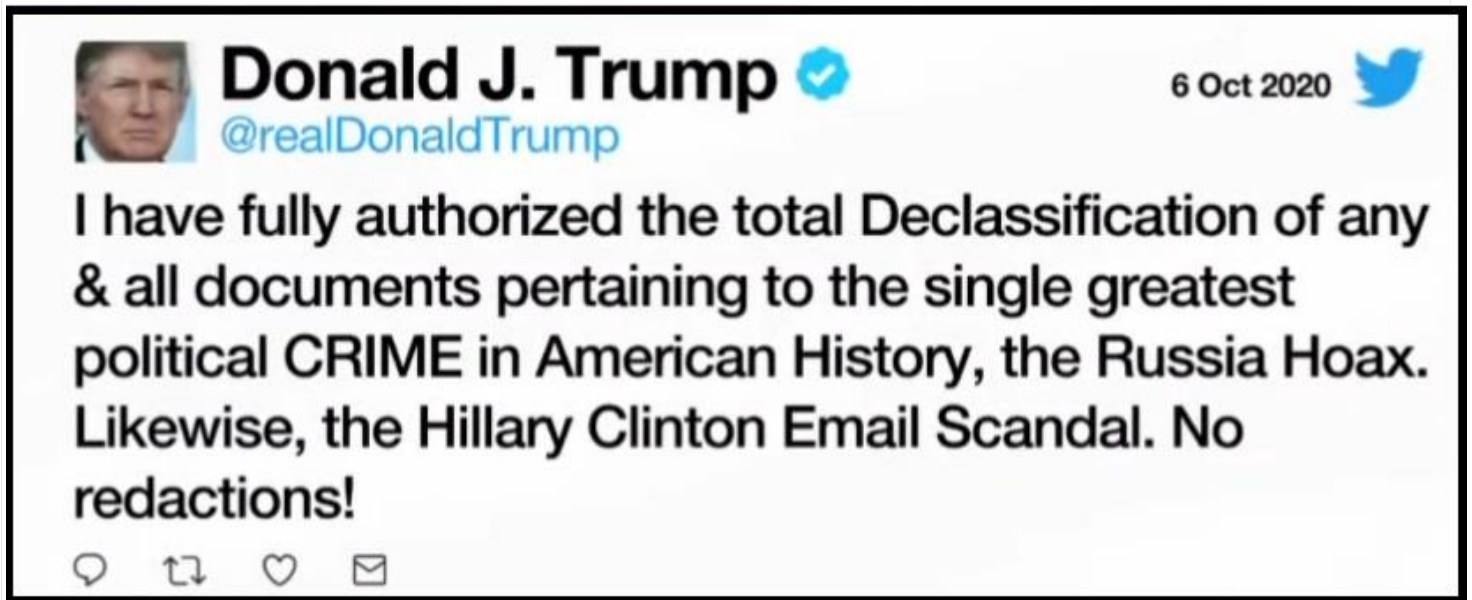 Donald J. Trump
6 Oct 2020
@realDonaldTrump
I have fully authorized the total Declassification of any
& all documents pertaining to the single greatest
political CRIME in American History, the Russia Hoax.
Likewise, the Hillary Clinton Email Scandal. No
redactions!